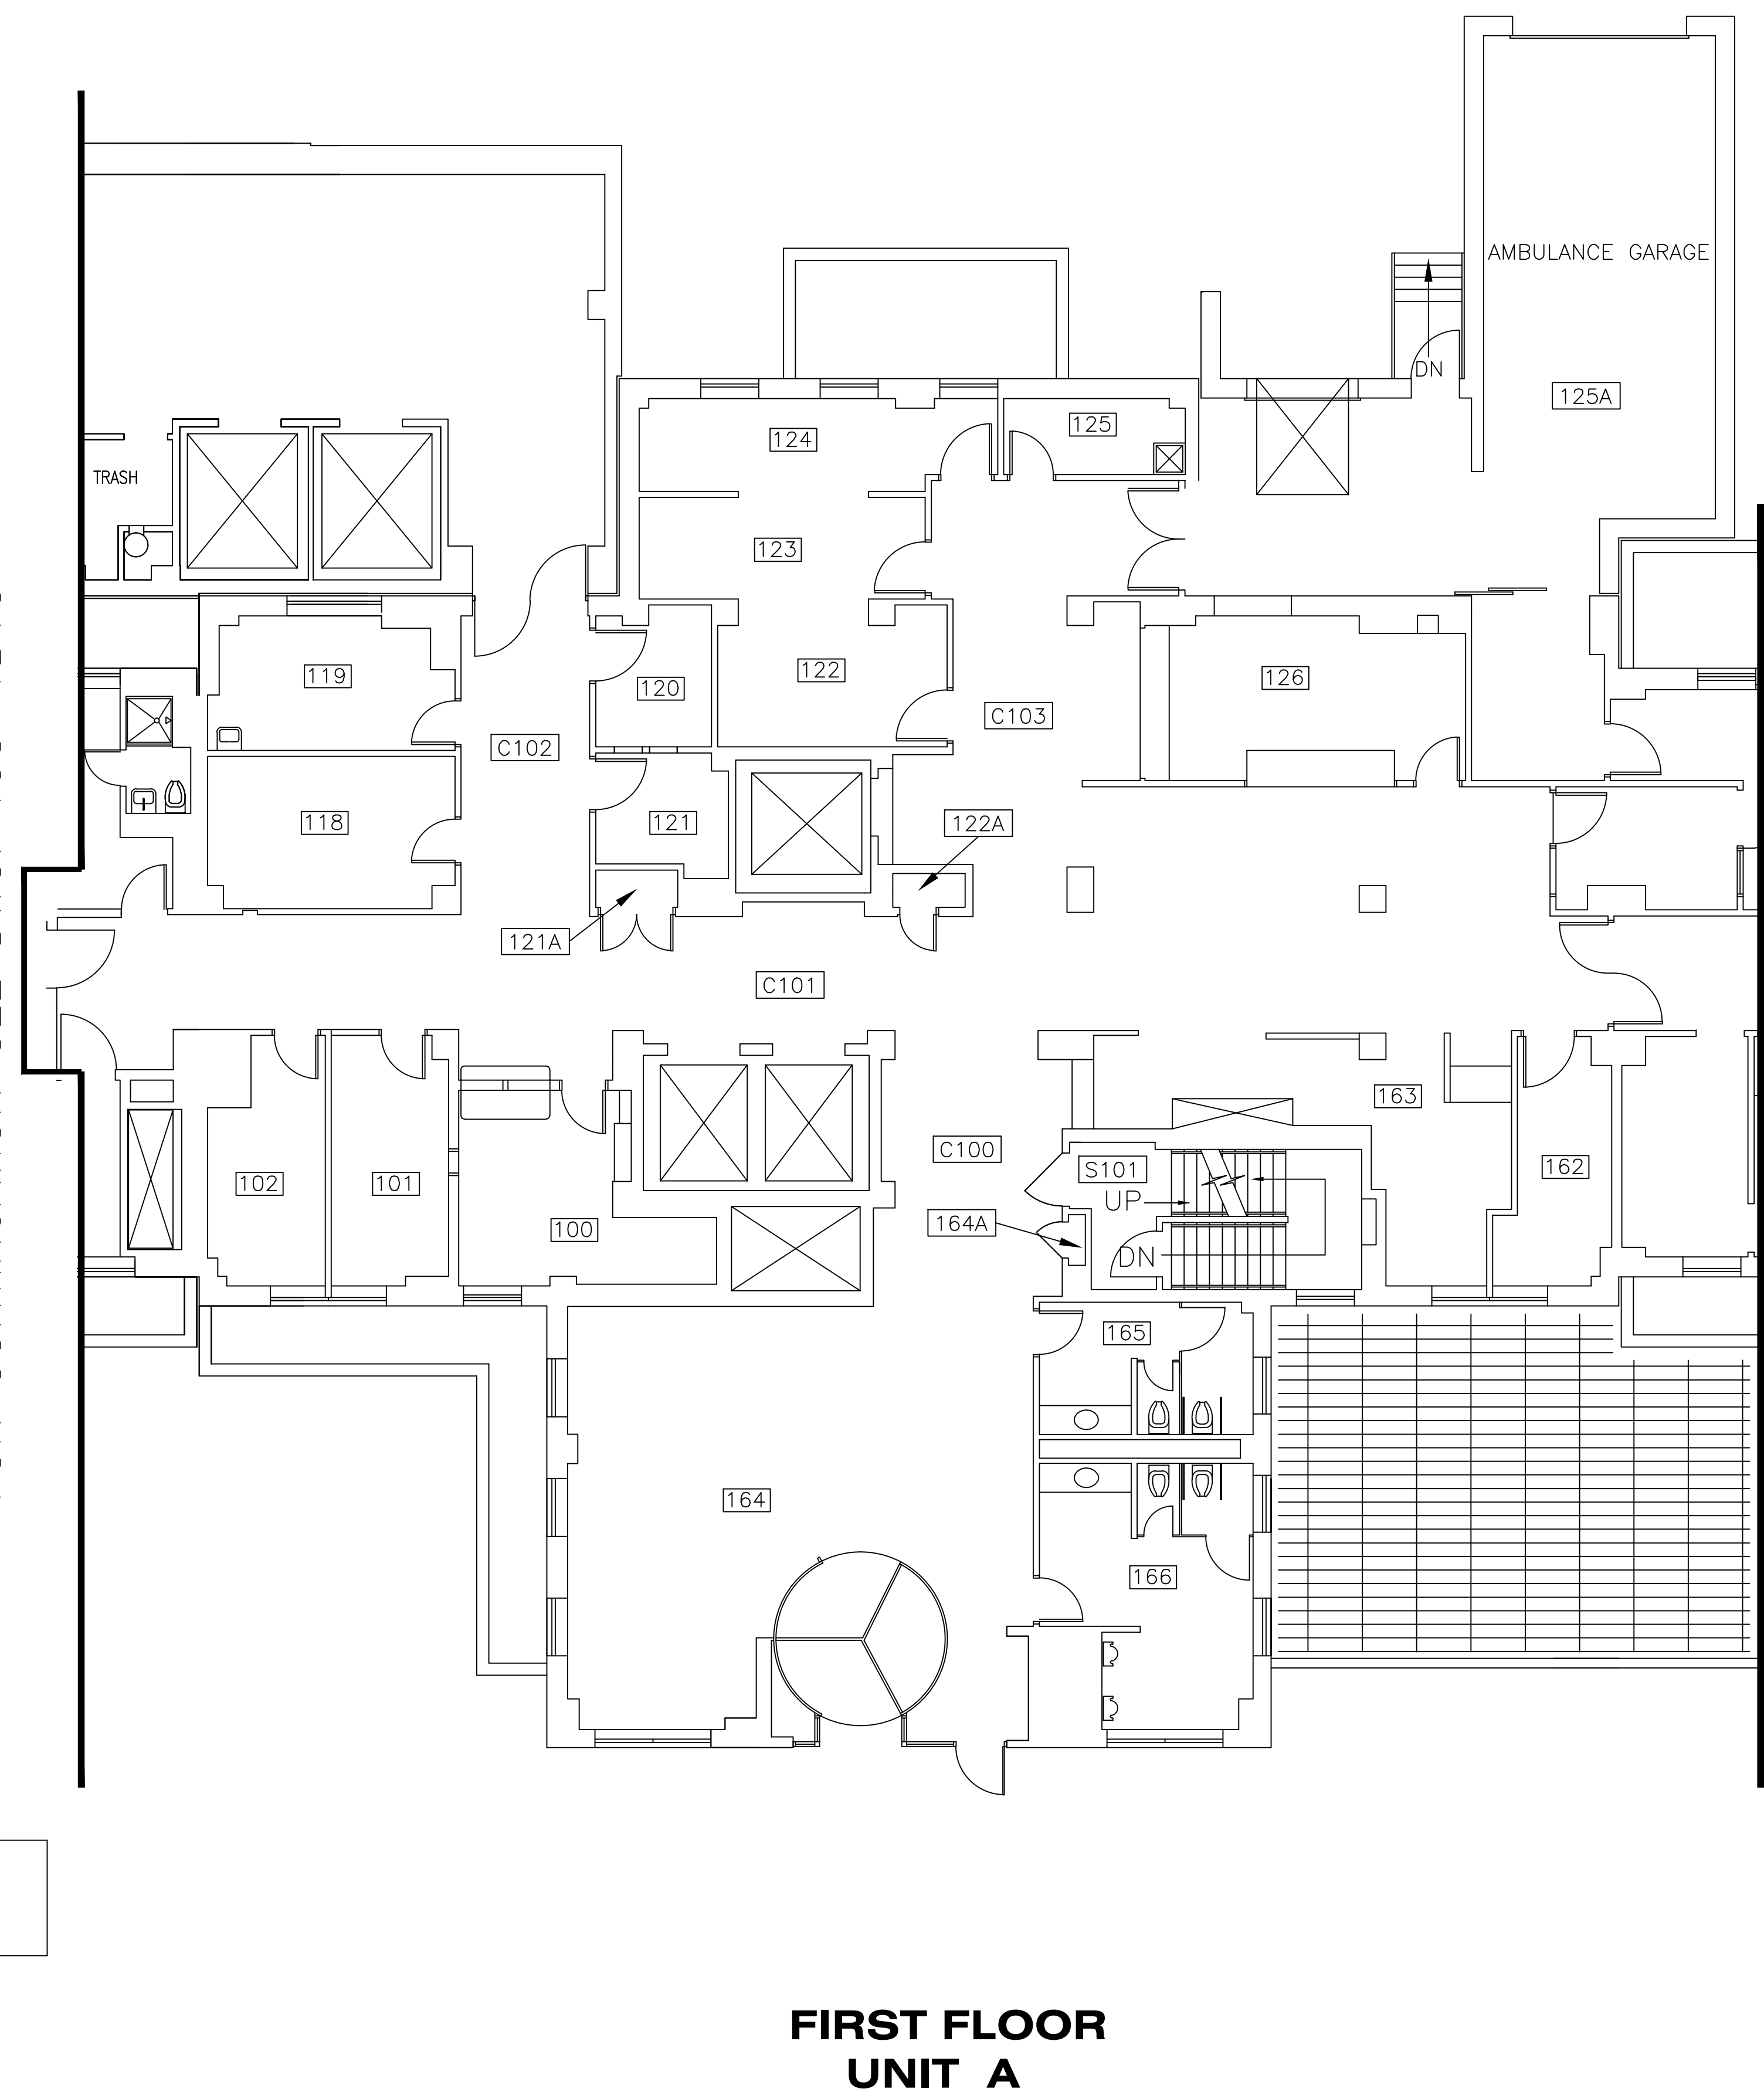 AMBULANCE GARAGE
DN
125A
125
124
TRASH
123
119
120
122
126
C103
C102
118
121
122A
121A
C101
163
C100
S101
162
102
101
UP
164A
100
DN
165
164
166
FIRST FLOOR
UNIT A